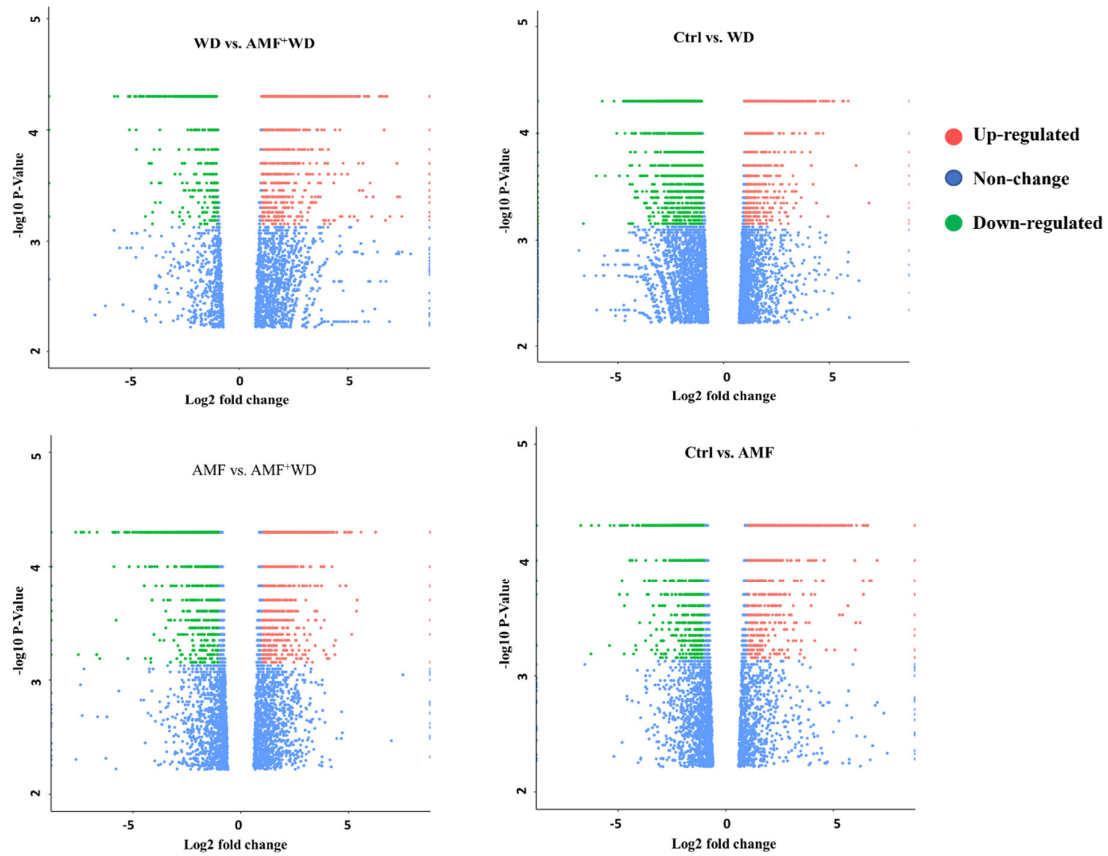 WD vs. AMF⁺WD
5
4
3
2
-log10 P-Value
-5
0
5
Log2 fold change
Ctrl vs. WD
5
4
3
2
-log10 P-Value
-5
0
5
Log2 fold change
Up-regulated
Non-change
Down-regulated
AMF vs. AMF⁺WD
5
4
3
2
-log10 P-Value
-5
0
5
Log2 fold change
Ctrl vs. AMF
5
4
3
2
-log10 P-Value
-5
0
5
Log2 fold change